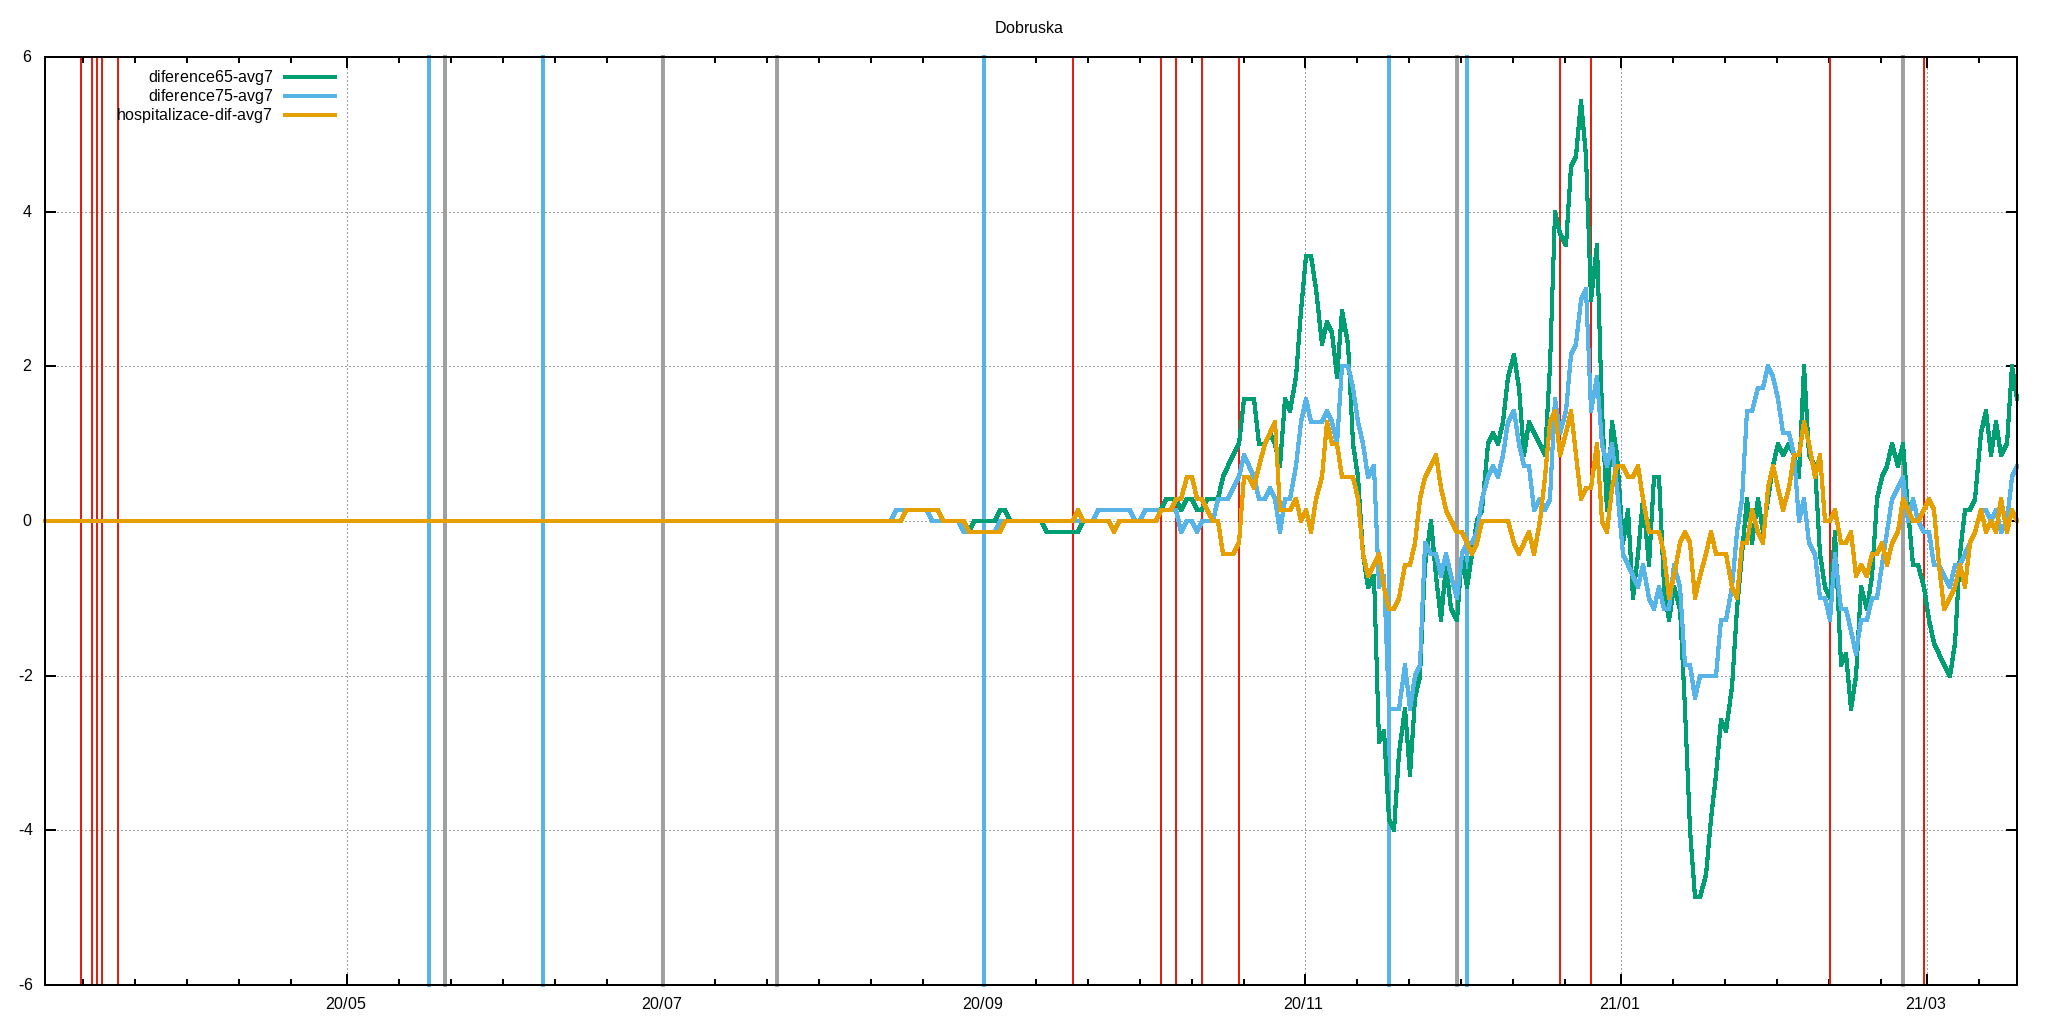 Dobruska
6
diference65-avg7
diference75-avg7
hospitalizace-dif-avg7
4
2
0
-2
-4
-6
20/05 20/07 20/09 20/11 21/01 21/03